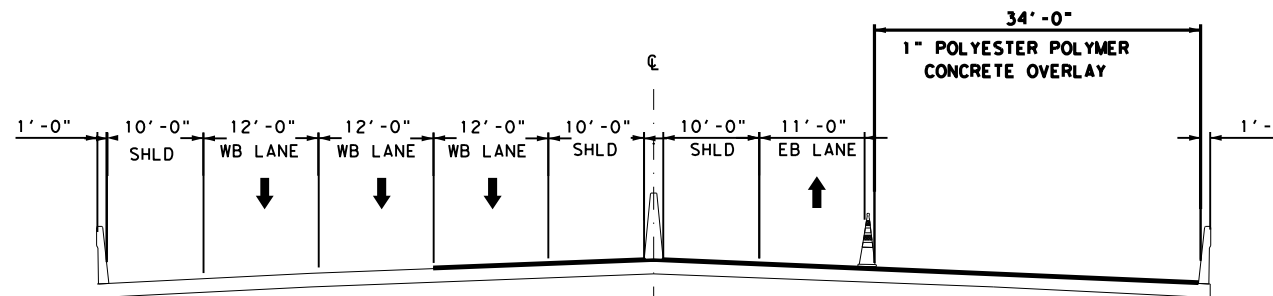 34'-0"
1" POLYESTER POLYMER
CONCRETE OVERLAY
℄
1'-0" 10'-0" 12'-0" 12'-0" 12'-0" 10'-0" 10'-0" 11'-0" 1'-
SHLD WB LANE WB LANE WB LANE SHLD SHLD EB LANE